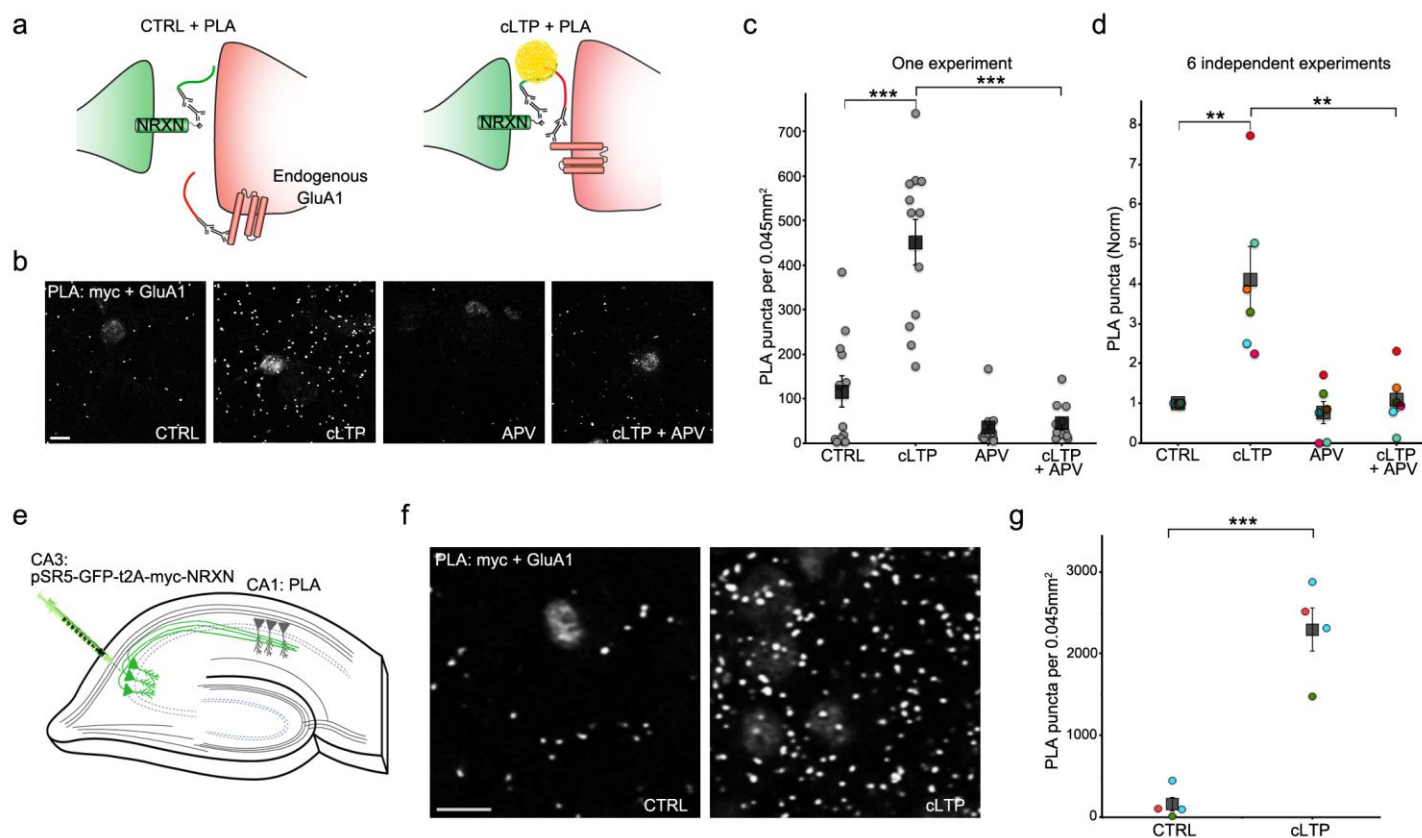 a
CTRL + PLA
cLTP + PLA
NRXN
NRXN
Endogenous
GluA1
b
PLA: myc + GluA1
CTRL
cLTP
APV
cLTP + APV
c
One experiment
***
***
PLA puncta per 0.045mm²
700
600
500
400
300
200
100
0
CTRL
cLTP
APV
cLTP
+ APV
d
6 independent experiments
**
**
PLA puncta (Norm)
8
7
6
5
4
3
2
1
0
CTRL
cLTP
APV
cLTP
+ APV
e
CA3:
pSR5-GFP-t2A-myc-NRXN
CA1: PLA
f
PLA: myc + GluA1
CTRL
cLTP
g
***
PLA puncta per 0.045mm²
3000
2000
1000
0
CTRL
cLTP